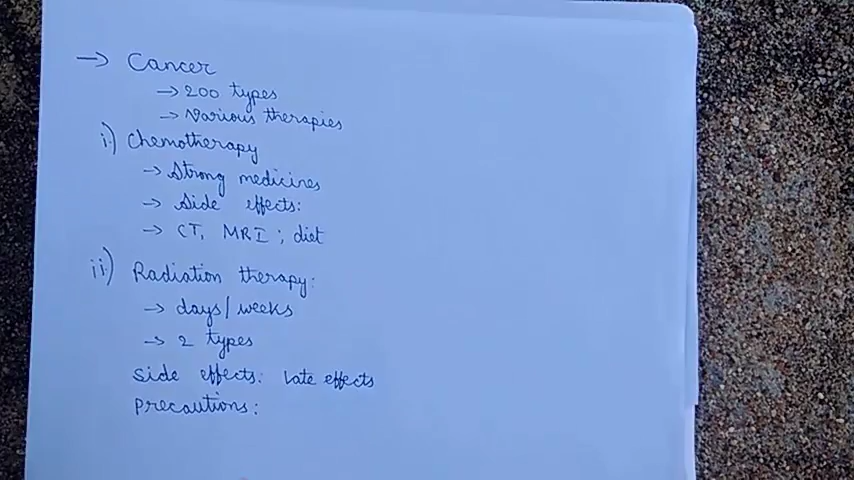 → Cancer
→ 200 types
→ Various therapies
i) Chemotherapy
→ Strong medicines
→ Side effects:
→ CT, MRI ; diet
ii) Radiation therapy:
→ days/weeks
→ 2 types
Side effects: Late effects
Precautions: